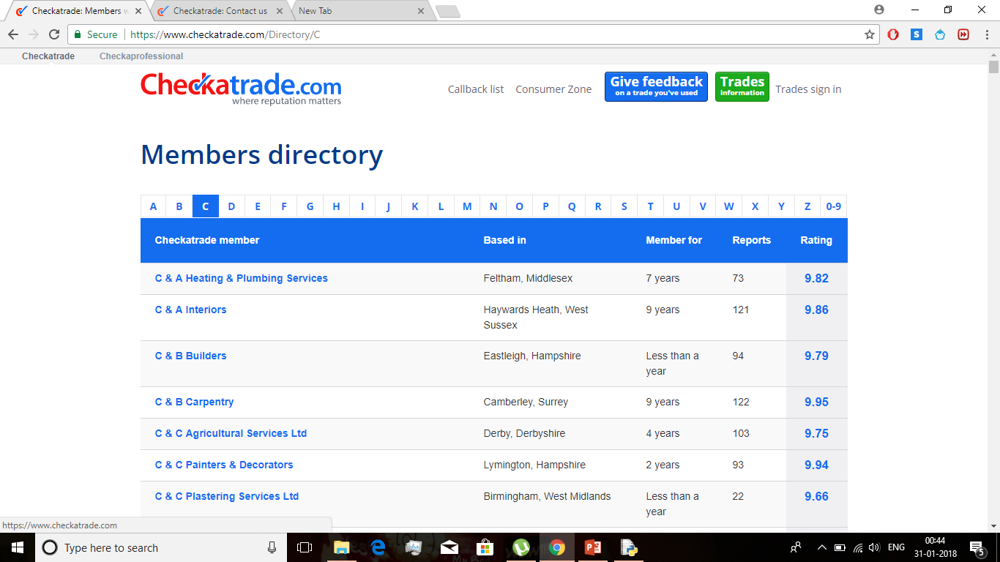 Checkatrade: Members w
Checkatrade: Contact us
New Tab
Secure
https://www.checkatrade.com/Directory/C
Checkatrade
Checkaprofessional
Checkatrade.com
where reputation matters
Callback list
Consumer Zone
Give feedback
on a trade you've used
Trades
information
Trades sign in
Members directory
A B C D E F G H I J K L M N O P Q R S T U V W X Y Z 0-9
Checkatrade member Based in Member for Reports Rating
C & A Heating & Plumbing Services Feltham, Middlesex 7 years 73 9.82
C & A Interiors Haywards Heath, West 9 years 121 9.86
Sussex
C & B Builders Eastleigh, Hampshire Less than a 94 9.79
year
C & B Carpentry Camberley, Surrey 9 years 122 9.95
C & C Agricultural Services Ltd Derby, Derbyshire 4 years 103 9.75
C & C Painters & Decorators Lymington, Hampshire 2 years 93 9.94
C & C Plastering Services Ltd Birmingham, West Midlands Less than a 22 9.66
year
https://www.checkatrade.com
Type here to search
ENG
00:44
31-01-2018
5